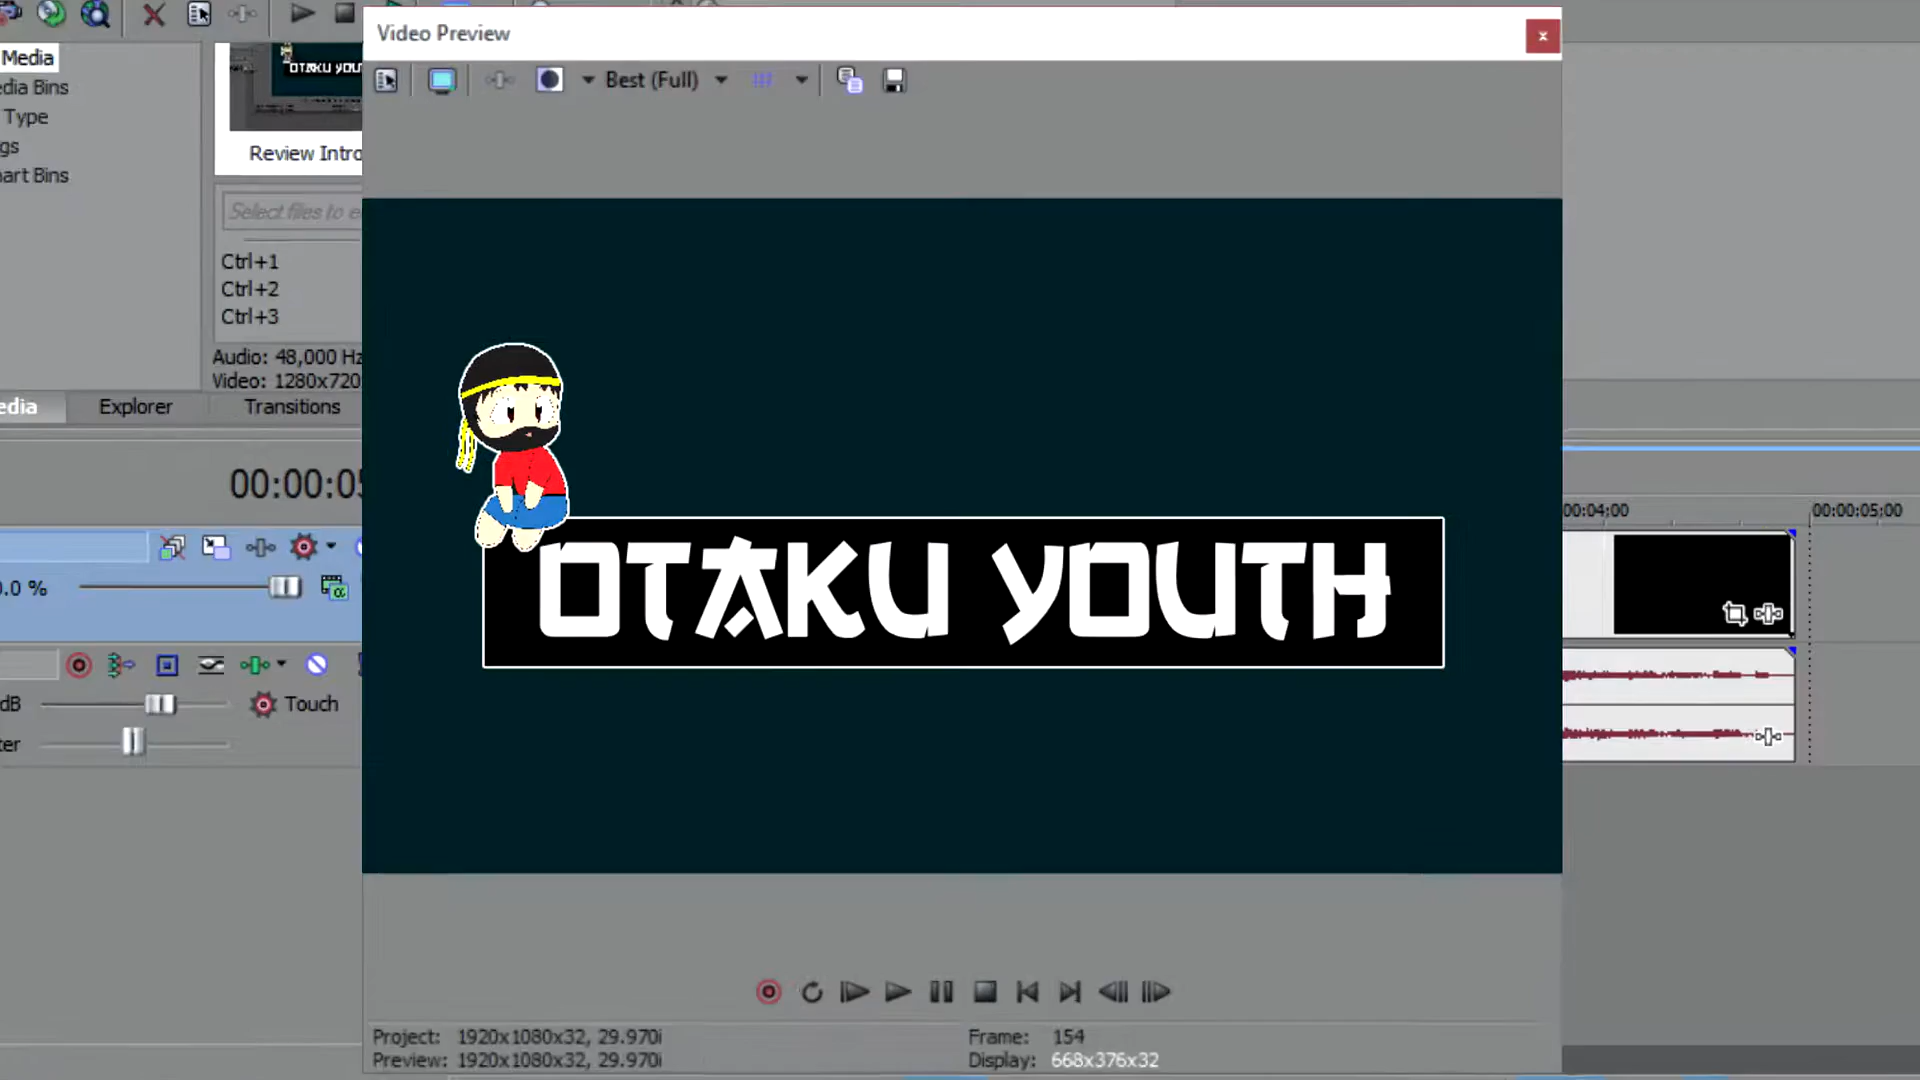 Video Preview
Best (Full)
Media
dia Bins
Type
gs
art Bins
OTAKU YOU
Review Intro
Select files to e
Ctrl+1
Ctrl+2
Ctrl+3
Audio: 48,000 Hz
Video: 1280x720
edia
Explorer
Transitions
00:00:05
0.0 %
dB
Touch
ter
OTAKU YOUTH
00:04;00
00:00:05;00
Project: 1920x1080x32, 29.970i
Preview: 1920x1080x32, 29.970i
Frame: 154
Display: 668x376x32